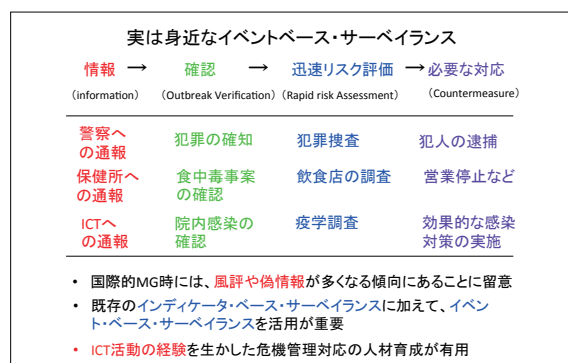 実は身近なイベントベース・サーベイランス
情報 → 確認 → 迅速リスク評価 → 必要な対応
（information） （Outbreak Verification） （Rapid risk Assessment） （Countermeasure）
警察へ
の通報
犯罪の確知
犯罪捜査
犯人の逮捕
保健所へ
の通報
食中毒事案
の確認
飲食店の調査
営業停止など
ICTへ
の通報
院内感染の
確認
疫学調査
効果的な感染
対策の実施
• 国際的MG時には、風評や偽情報が多くなる傾向にあることに留意
• 既存のインディケータ・ベース・サーベイランスに加えて、イベン
ト・ベース・サーベイランスを活用が重要
• ICT活動の経験を生かした危機管理対応の人材育成が有用